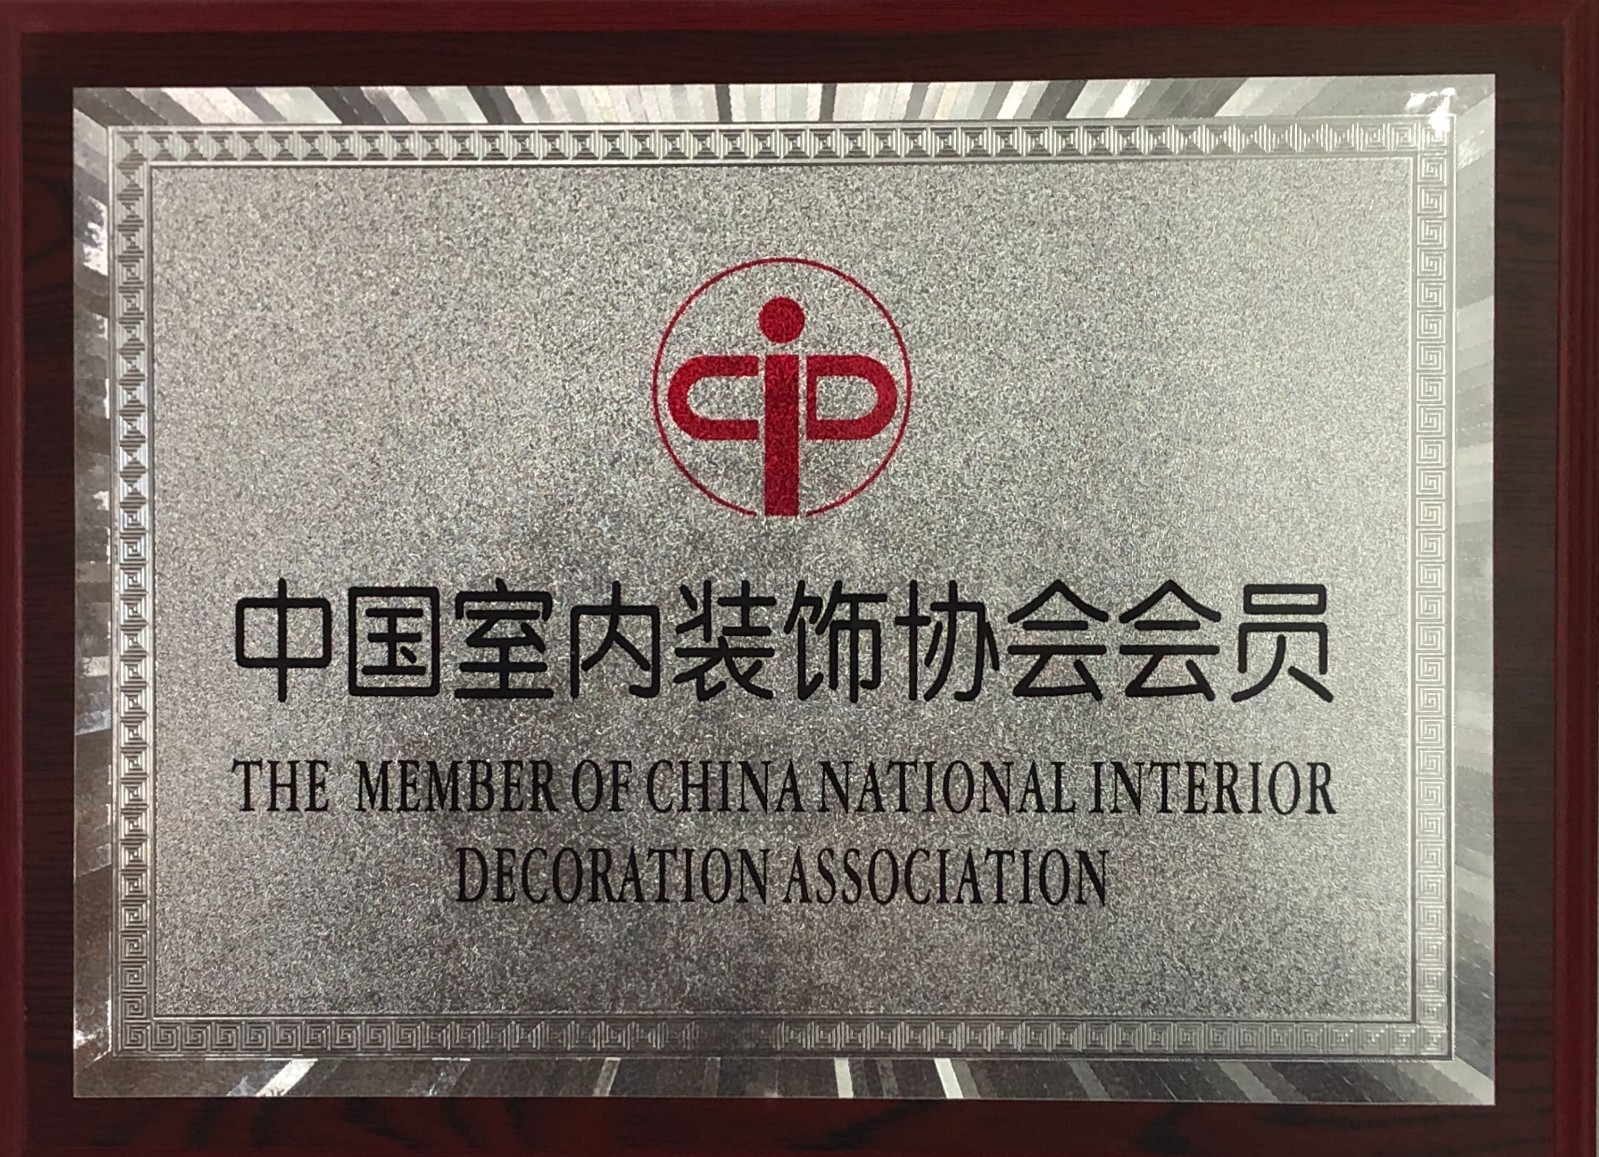 中国室内装饰协会会员
THE MEMBER OF CHINA NATIONAL INTERIOR
DECORATION ASSOCIATION